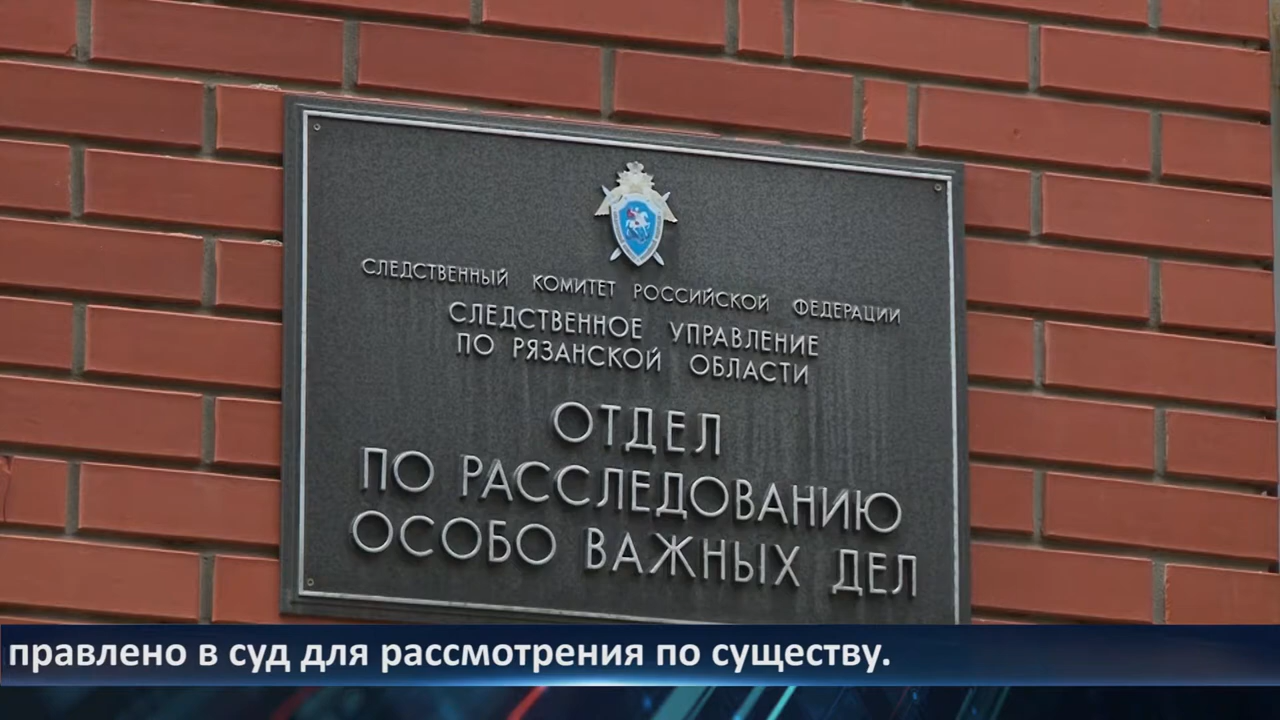 СЛЕДСТВЕННЫЙ КОМИТЕТ РОССИЙСКОЙ ФЕДЕРАЦИИ
СЛЕДСТВЕННОЕ УПРАВЛЕНИЕ
ПО РЯЗАНСКОЙ ОБЛАСТИ
ОТДЕЛ
ПО РАССЛЕДОВАНИЮ
ОСОБО ВАЖНЫХ ДЕЛ
правлено в суд для рассмотрения по существу.